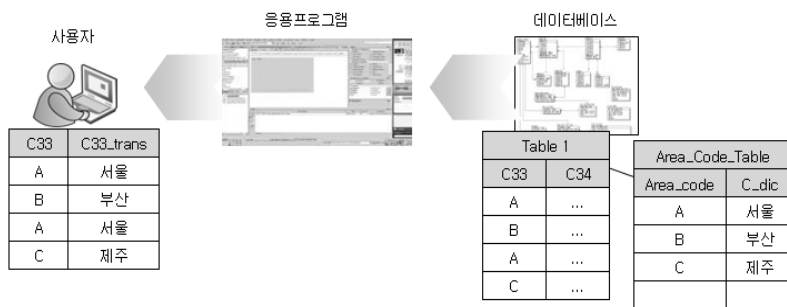 사용자
응용프로그램
데이터베이스
C33 C33_trans
A 서울
B 부산
A 서울
C 제주
Table 1
C33 C34
A ...
B ...
A ...
C ...
Area_Code_Table
Area_code C_dic
A 서울
B 부산
C 제주